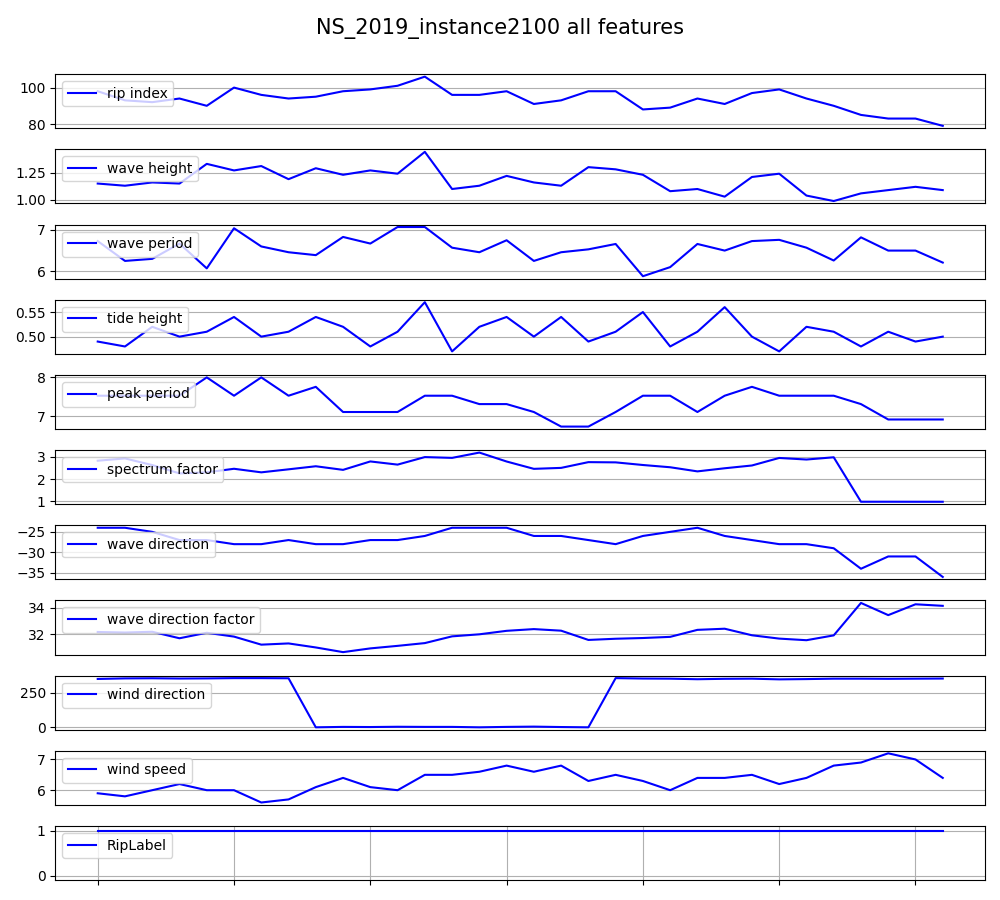 NS_2019_instance2100 all features
100
80
rip index
1.25
1.00
wave height
7
6
wave period
0.55
0.50
tide height
8
7
peak period
3
2
1
spectrum factor
−25
−30
−35
wave direction
34
32
wave direction factor
250
0
wind direction
7
6
wind speed
1
0
RipLabel